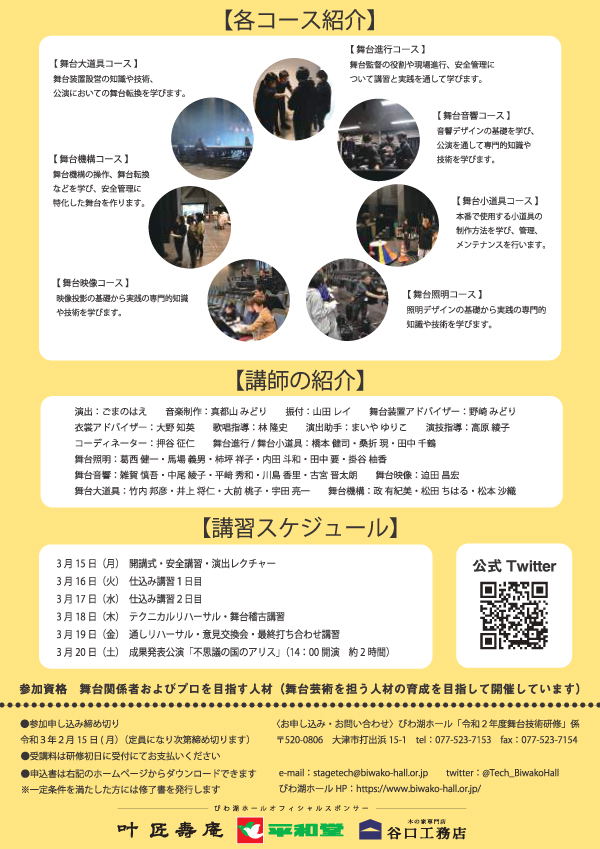 【各コース紹介】
【 舞台大道具コース 】
舞台装置設営の知識や技術、
公演においての舞台転換を学びます。
【 舞台進行コース 】
舞台監督の役割や現場進行、安全管理に
ついて講習と実践を通して学びます。
【 舞台音響コース 】
音響デザインの基礎を学び、
公演を通して専門的知識や
技術を学びます。
【 舞台機構コース 】
舞台機構の操作、舞台転換
などを学び、安全管理に
特化した舞台を作ります。
【 舞台小道具コース 】
本番で使用する小道具の
制作方法を学び、管理、
メンテナンスを行います。
【 舞台映像コース 】
映像投影の基礎から実践の専門的知識
や技術を学びます。
【 舞台照明コース 】
照明デザインの基礎から実践の専門的
知識や技術を学びます。
【講師の紹介】
演出：ごまのはえ　音楽制作：真都山 みどり　振付：山田 レイ　舞台装置アドバイザー：野崎 みどり
衣裳アドバイザー：大野 知英　歌唱指導：林 隆史　演出助手：まいや ゆりこ　演技指導：高原 綾子
コーディネーター：押谷 征仁　舞台進行 / 舞台小道具：橋本 健司・桑折 現・田中 千鶴
舞台照明：葛西 健一・馬場 義男・柿坪 祥子・内田 斗和・田中 要・掛谷 柚香
舞台音響：雑賀 慎吾・中尾 綾子・平﨑 秀和・川島 香里・古宮 晋太朗　舞台映像：迫田 昌宏
舞台大道具：竹内 邦彦・井上 将仁・大前 桃子・宇田 亮一　舞台機構：政 有紀美・松田 ちはる・松本 沙織
【講習スケジュール】
3 月 15 日（月） 開講式・安全講習・演出レクチャー
3 月 16 日（火） 仕込み講習 1 日目
3 月 17 日（水） 仕込み講習 2 日目
3 月 18 日（木） テクニカルリハーサル・舞台稽古講習
3 月 19 日（金） 通しリハーサル・意見交換会・最終打ち合わせ講習
3 月 20 日（土） 成果発表公演「不思議の国のアリス」（14：00 開演　約 2 時間）
公式 Twitter
参加資格　舞台関係者およびプロを目指す人材（舞台芸術を担う人材の育成を目指して開催しています）
●参加申し込み締め切り
令和 3 年 2 月 15 日 ( 月 ) （定員になり次第締め切ります）
●受講料は研修初日に受付にてお支払いください
●申込書は右記のホームページからダウンロードできます
※一定条件を満たした方には修了書を発行します
〈お申し込み・お問い合わせ〉びわ湖ホール「令和 2 年度舞台技術研修」係
〒520-0806　大津市打出浜 15-1　tel：077-523-7153　fax：077-523-7154
e-mail：stagetech@biwako-hall.or.jp　twitter：@Tech_BiwakoHall
びわ湖ホール HP：https://www.biwako-hall.or.jp/
びわ湖ホールオフィシャルスポンサー
叶 匠壽庵
平和堂
木の家専門店
谷口工務店